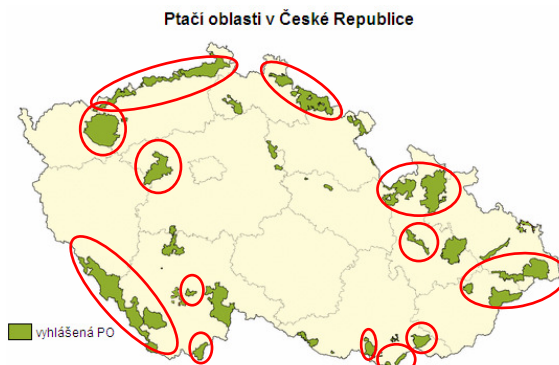 Ptačí oblasti v České Republice
vyhlášená PO